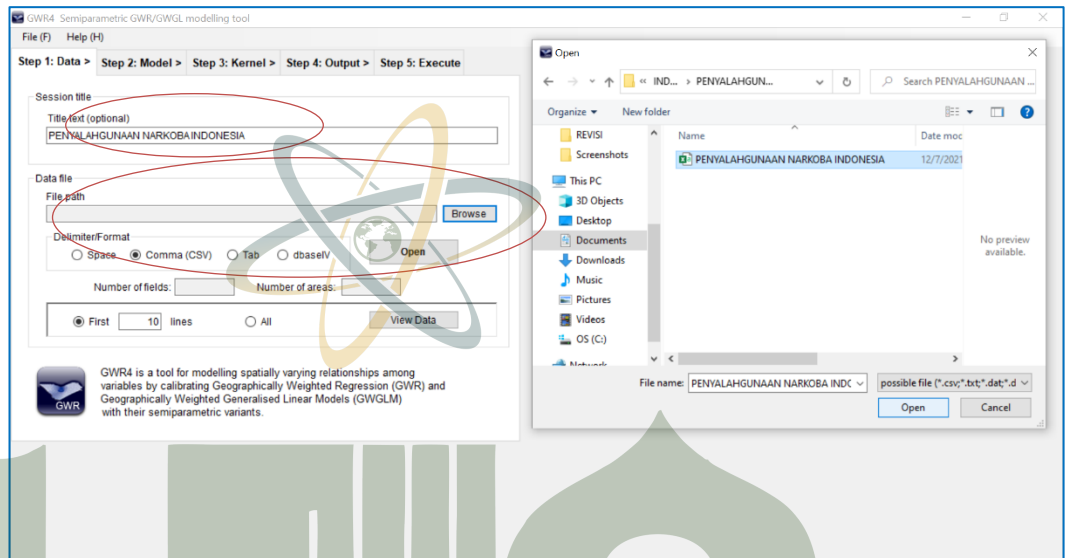 GWR4 Semiparametric GWR/GWGL modelling tool
File (F) Help (H)
Step 1: Data > Step 2: Model > Step 3: Kernel > Step 4: Output > Step 5: Execute
Session title
Title text (optional)
PENYALAHGUNAAN NARKOBA INDONESIA
Data file
File path
Browse
Delimiter/Format
Space Comma (CSV) Tab dbaseIV
Open
Number of fields: Number of areas:
First 10 lines All View Data
GWR
GWR4 is a tool for modelling spatially varying relationships among
variables by calibrating Geographically Weighted Regression (GWR) and
Geographically Weighted Generalised Linear Models (GWGLM)
with their semiparametric variants.
Open
« IND... > PENYALAHGUN...
Search PENYALAHGUNAAN ...
Organize New folder
REVISI
Screenshots
This PC
3D Objects
Desktop
Documents
Downloads
Music
Pictures
Videos
OS (C:)
Network
Name Date moc
PENYALAHGUNAAN NARKOBA INDONESIA 12/7/2021
No preview
available.
File name: PENYALAHGUNAAN NARKOBA INDC possible file (*.csv;*.txt;*.dat;*.d
Open Cancel